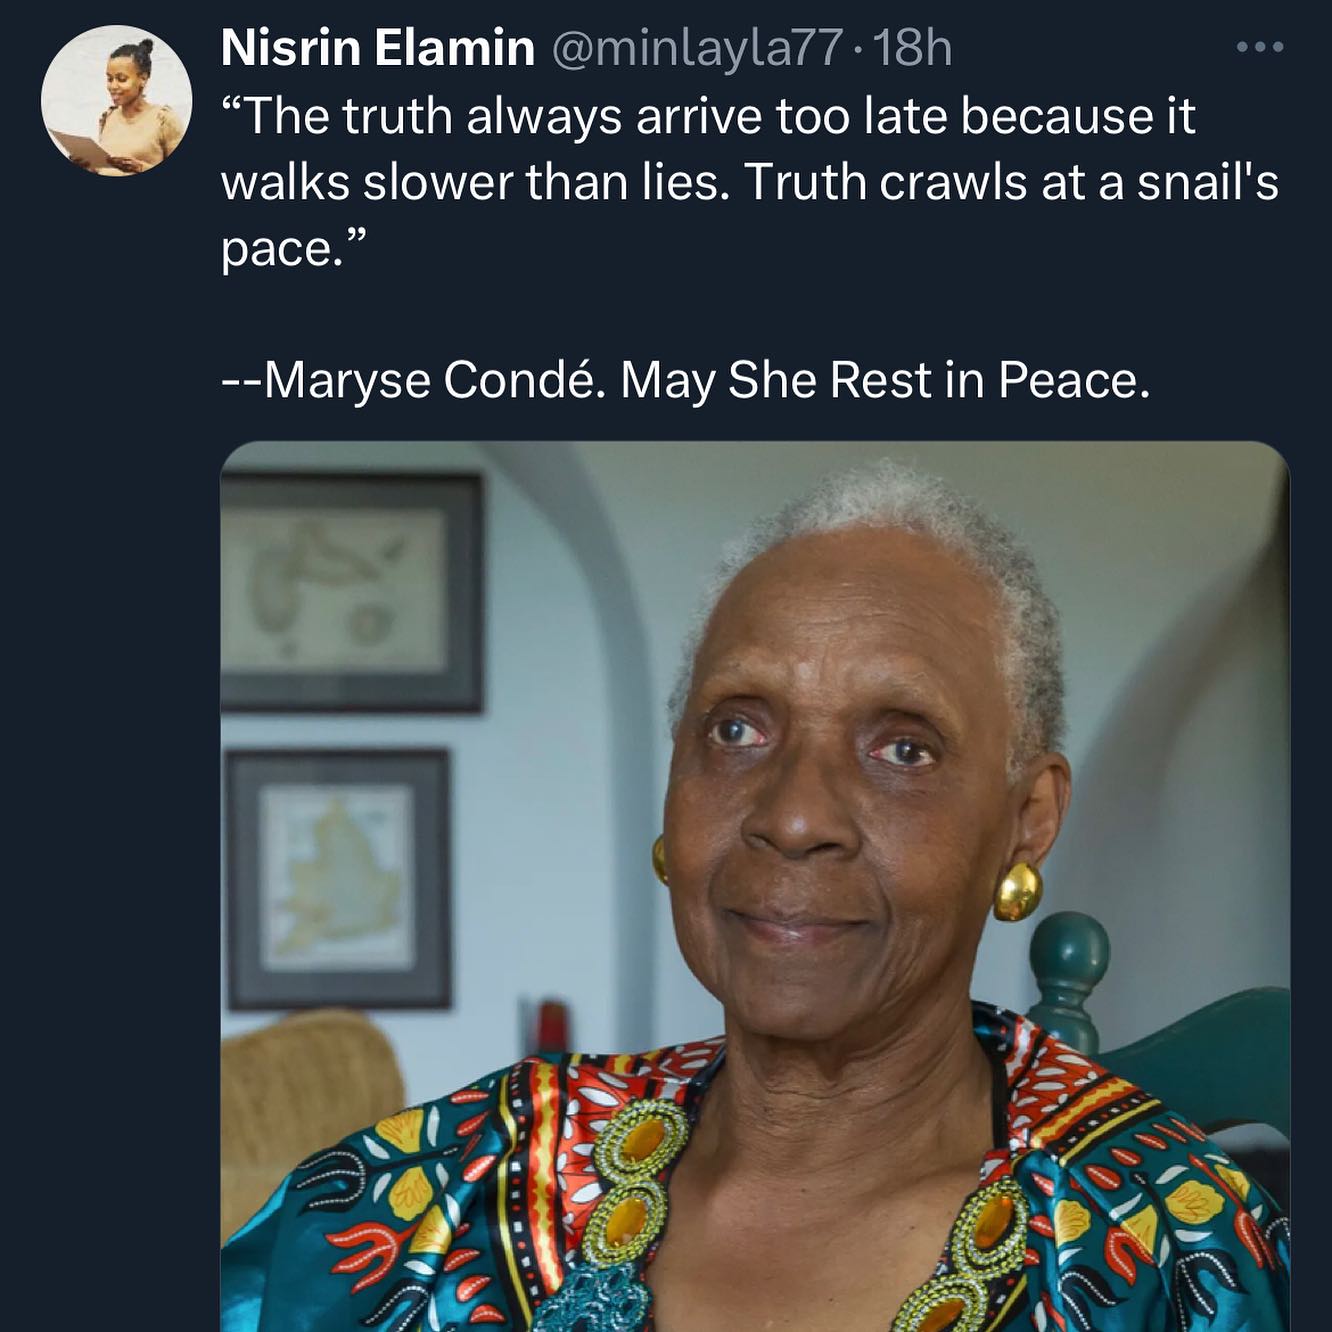 Nisrin Elamin @minlayla77 · 18h
“The truth always arrive too late because it
walks slower than lies. Truth crawls at a snail's
pace.”
--Maryse Condé. May She Rest in Peace.